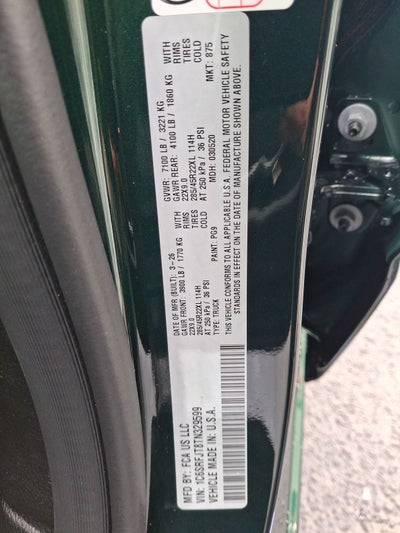 MFD BY: FCA US LLC
VIN: 1C6SRFJT8TN329599
VEHICLE MADE IN: U.S.A.
DATE OF MFR (BUILT): 3-26
GAWR FRONT: 3900 LB / 1770 KG WITH
22X9.0 RIMS
285/45R22XL 114H TIRES
AT 250 kPa / 36 PSI COLD
TYPE: TRUCK
PAINT: PG9
GVWR: 7100 LB / 3221 KG
GAWR REAR: 4100 LB / 1860 KG WITH
22X9.0 RIMS
285/45R22XL 114H TIRES
AT 250 kPa / 36 PSI COLD
MDH: 030520
MKT: 875
THIS VEHICLE CONFORMS TO ALL APPLICABLE U.S.A. FEDERAL MOTOR VEHICLE SAFETY
STANDARDS IN EFFECT ON THE DATE OF MANUFACTURE SHOWN ABOVE.